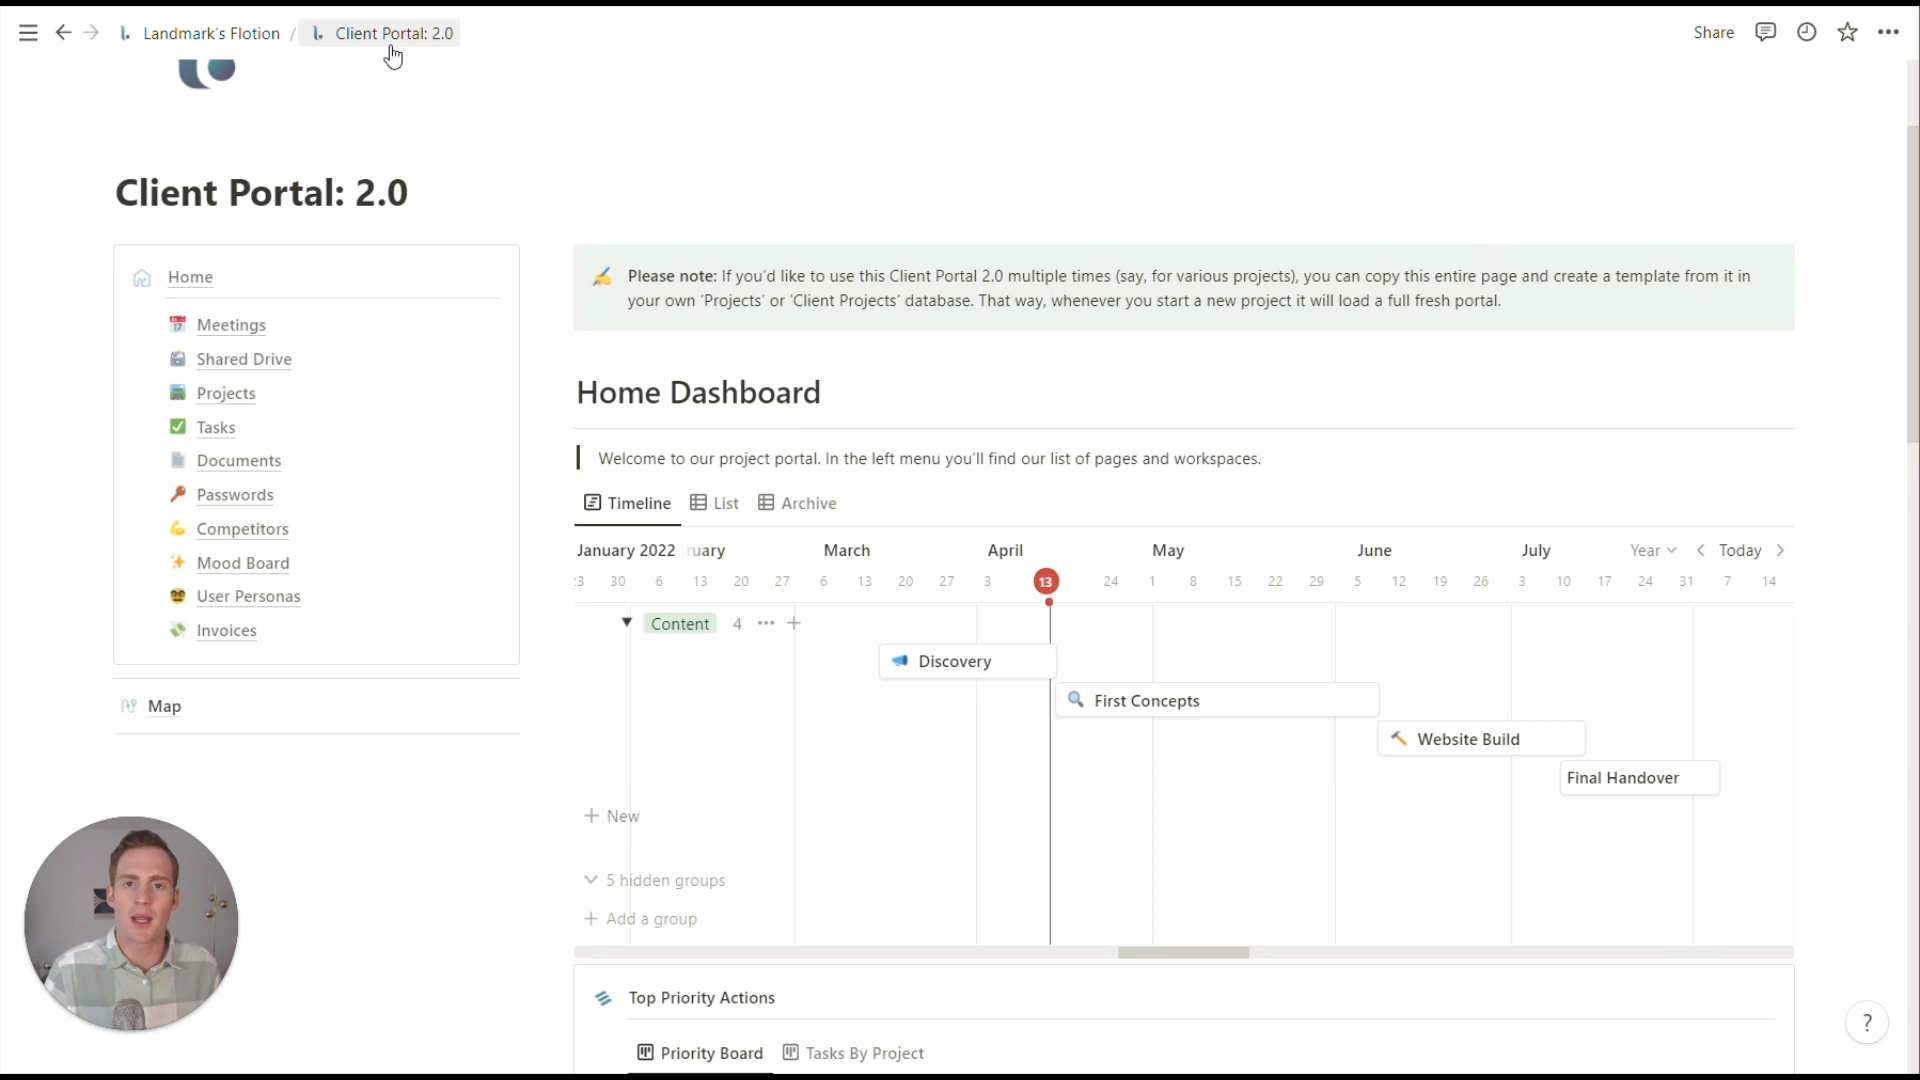 Landmark's Flotion / Client Portal: 2.0
Share
Client Portal: 2.0
Home
Meetings
Shared Drive
Projects
Tasks
Documents
Passwords
Competitors
Mood Board
User Personas
Invoices
Map
Please note: If you'd like to use this Client Portal 2.0 multiple times (say, for various projects), you can copy this entire page and create a template from it in
your own 'Projects' or 'Client Projects' database. That way, whenever you start a new project it will load a full fresh portal.
Home Dashboard
Welcome to our project portal. In the left menu you'll find our list of pages and workspaces.
Timeline List Archive
January 2022 ruary March April May June July Year Today
23 30 6 13 20 27 6 13 20 27 3 13 24 1 8 15 22 29 5 12 19 26 3 10 17 24 31 7 14
Content 4
Discovery
First Concepts
Website Build
Final Handover
New
5 hidden groups
Add a group
Top Priority Actions
Priority Board Tasks By Project
?